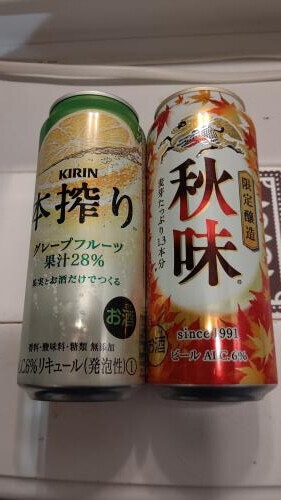 KIRIN
本搾り
グレープフルーツ
果汁28%
果実とお酒だけでつくる
お酒
香料・酸味料・糖類 無添加
ALC.6%リキュール(発泡性)①
限定醸造
秋味
麦芽たっぷり1.3本分
since 1991
お酒
ビール ALC.6%